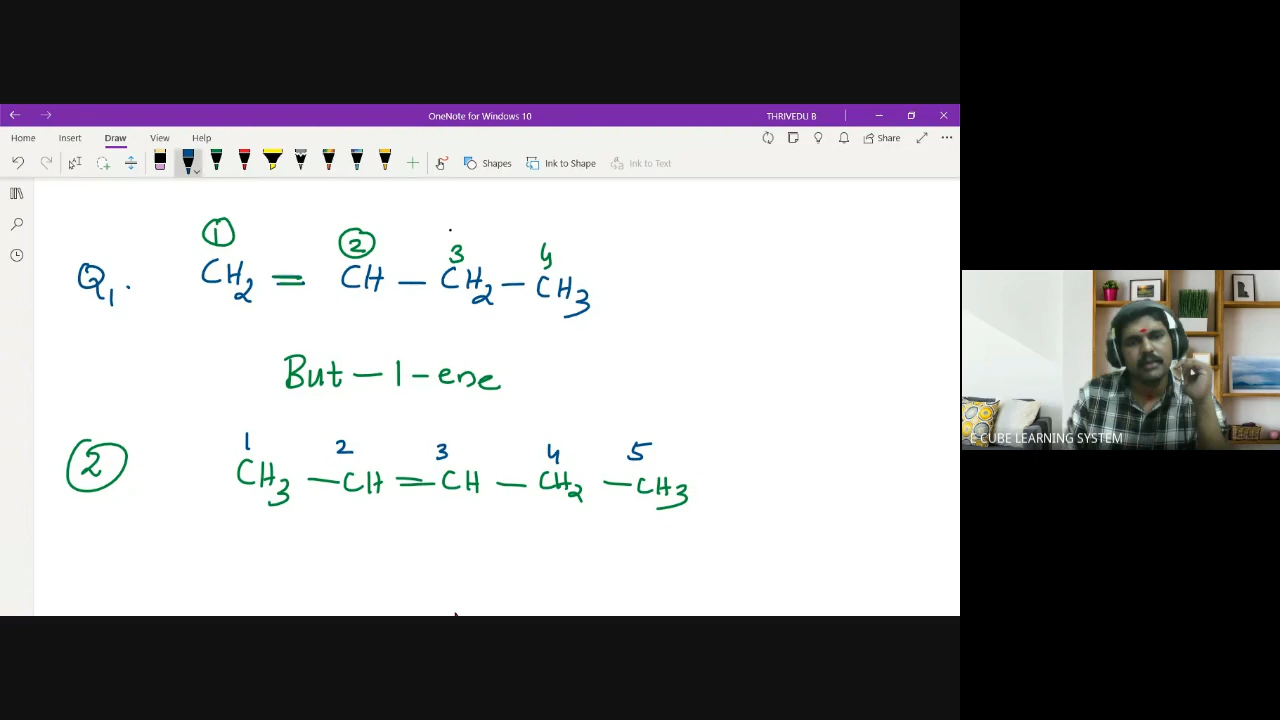 OneNote for Windows 10
THRIVEDU B
Home Insert Draw View Help
Share
Shapes Ink to Shape Ink to Text
① ② 3 4
Q1. CH₂ = CH — CH₂ — CH₃
But — 1 — ene
1 2 3 4 5
② CH₃ — CH = CH — CH₂ — CH₃
E CUBE LEARNING SYSTEM